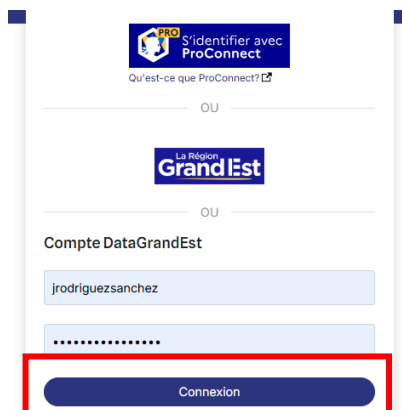 PRO
S'identifier avec
ProConnect
Qu'est-ce que ProConnect?
OU
La Région
Grand Est
OU
Compte DataGrandEst
jrodriguezsanchez
••••••••••••••••
Connexion